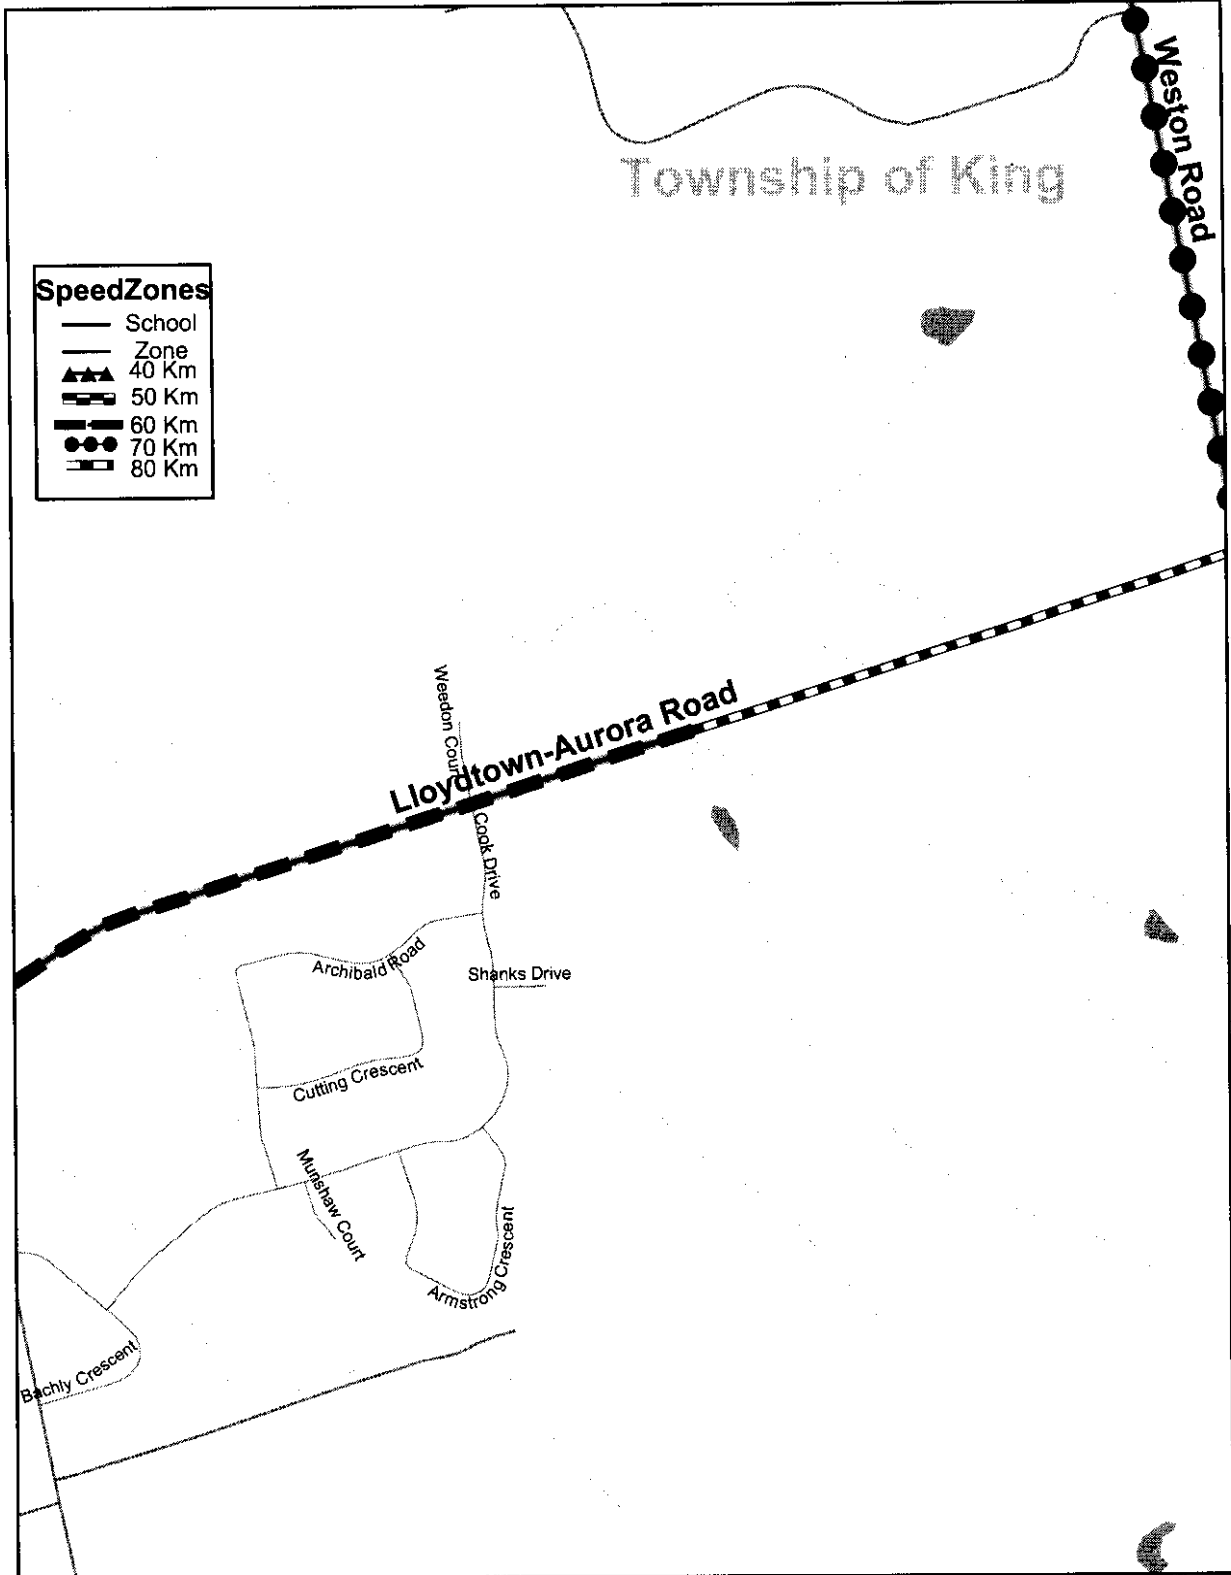 Weston Road
Township of King
SpeedZones
School
Zone
40 Km
50 Km
60 Km
70 Km
80 Km
Weedon Court
Lloydtown-Aurora Road
Cook Drive
Archibald Road
Shanks Drive
Cutting Crescent
Munshaw Court
Armstrong Crescent
Bachly Crescent